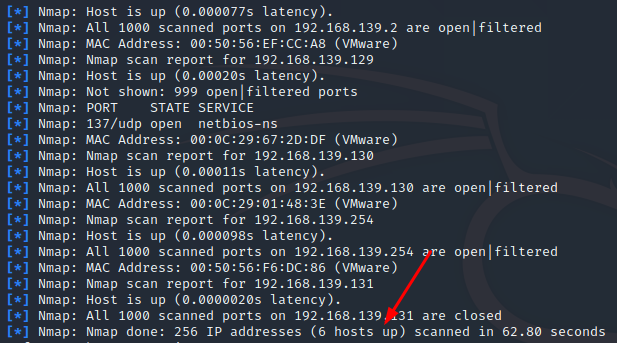 [*] Nmap: Host is up (0.000077s latency).
[*] Nmap: All 1000 scanned ports on 192.168.139.2 are open|filtered
[*] Nmap: MAC Address: 00:50:56:EF:CC:A8 (VMware)
[*] Nmap: Nmap scan report for 192.168.139.129
[*] Nmap: Host is up (0.00020s latency).
[*] Nmap: Not shown: 999 open|filtered ports
[*] Nmap: PORT    STATE SERVICE
[*] Nmap: 137/udp open  netbios-ns
[*] Nmap: MAC Address: 00:0C:29:67:2D:DF (VMware)
[*] Nmap: Nmap scan report for 192.168.139.130
[*] Nmap: Host is up (0.00011s latency).
[*] Nmap: All 1000 scanned ports on 192.168.139.130 are open|filtered
[*] Nmap: MAC Address: 00:0C:29:01:48:3E (VMware)
[*] Nmap: Nmap scan report for 192.168.139.254
[*] Nmap: Host is up (0.000098s latency).
[*] Nmap: All 1000 scanned ports on 192.168.139.254 are open|filtered
[*] Nmap: MAC Address: 00:50:56:F6:DC:86 (VMware)
[*] Nmap: Nmap scan report for 192.168.139.131
[*] Nmap: Host is up (0.0000020s latency).
[*] Nmap: All 1000 scanned ports on 192.168.139.131 are closed
[*] Nmap: Nmap done: 256 IP addresses (6 hosts up) scanned in 62.80 seconds